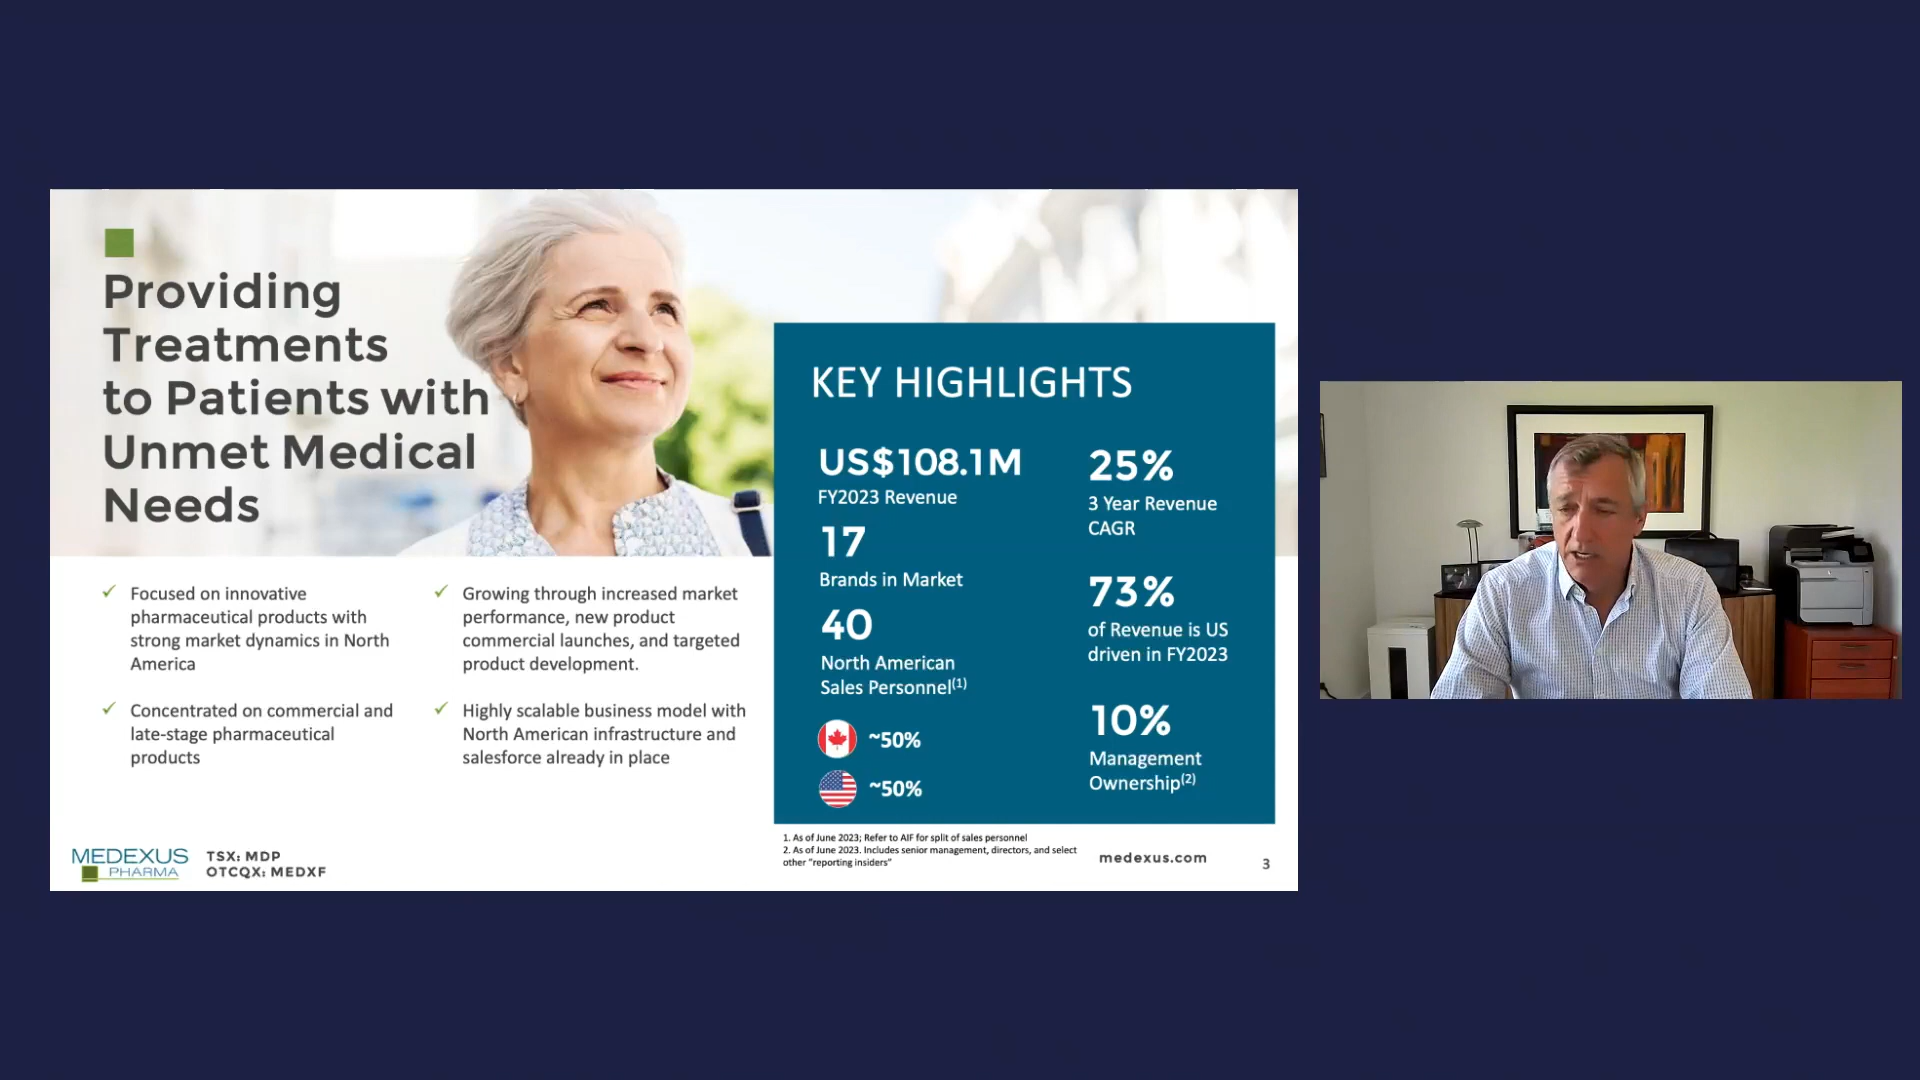 Providing
Treatments
to Patients with
Unmet Medical
Needs
✓ Focused on innovative
pharmaceutical products with
strong market dynamics in North
America
✓ Concentrated on commercial and
late-stage pharmaceutical
products
✓ Growing through increased market
performance, new product
commercial launches, and targeted
product development.
✓ Highly scalable business model with
North American infrastructure and
salesforce already in place
KEY HIGHLIGHTS
US$108.1M
FY2023 Revenue
17
Brands in Market
40
North American
Sales Personnel(1)
~50%
~50%
25%
3 Year Revenue
CAGR
73%
of Revenue is US
driven in FY2023
10%
Management
Ownership(2)
1. As of June 2023; Refer to AIF for split of sales personnel
2. As of June 2023. Includes senior management, directors, and select
other "reporting insiders"
MEDEXUS
PHARMA
TSX: MDP
OTCQX: MEDXF
medexus.com
3